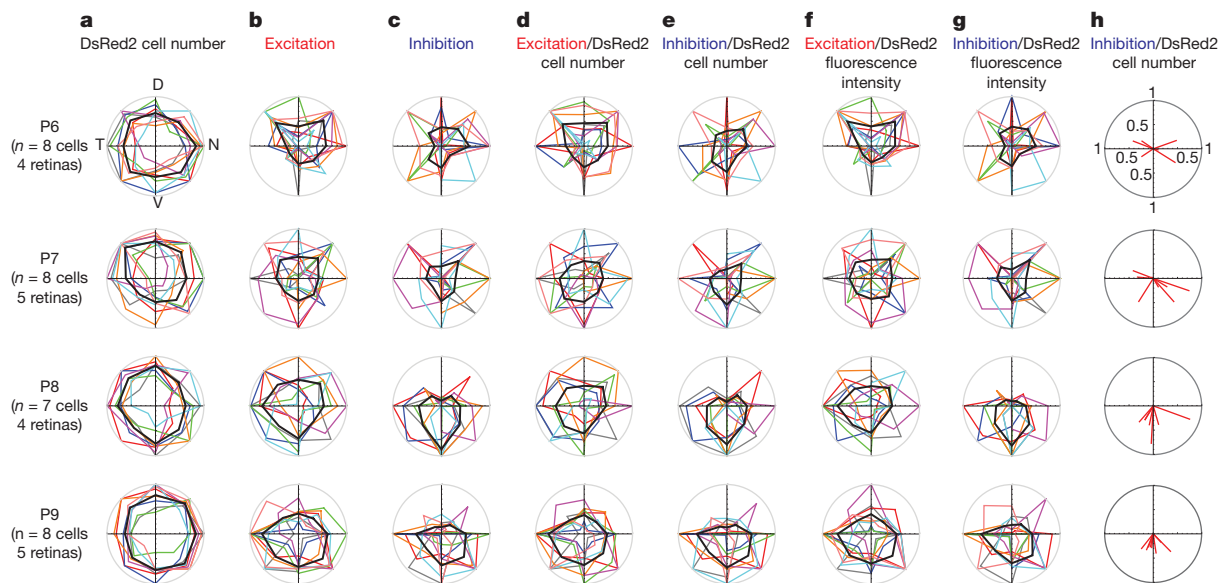 a b c d e f g h
DsRed2 cell number Excitation Inhibition Excitation/DsRed2 Inhibition/DsRed2 Excitation/DsRed2 Inhibition/DsRed2 Inhibition/DsRed2
cell number cell number fluorescence fluorescence cell number
intensity intensity
D 1
P6
(n = 8 cells T N 0.5
4 retinas) 1 1
0.5 0.5
0.5
V 1
P7
(n = 8 cells
5 retinas)
P8
(n = 7 cells
4 retinas)
P9
(n = 8 cells
5 retinas)